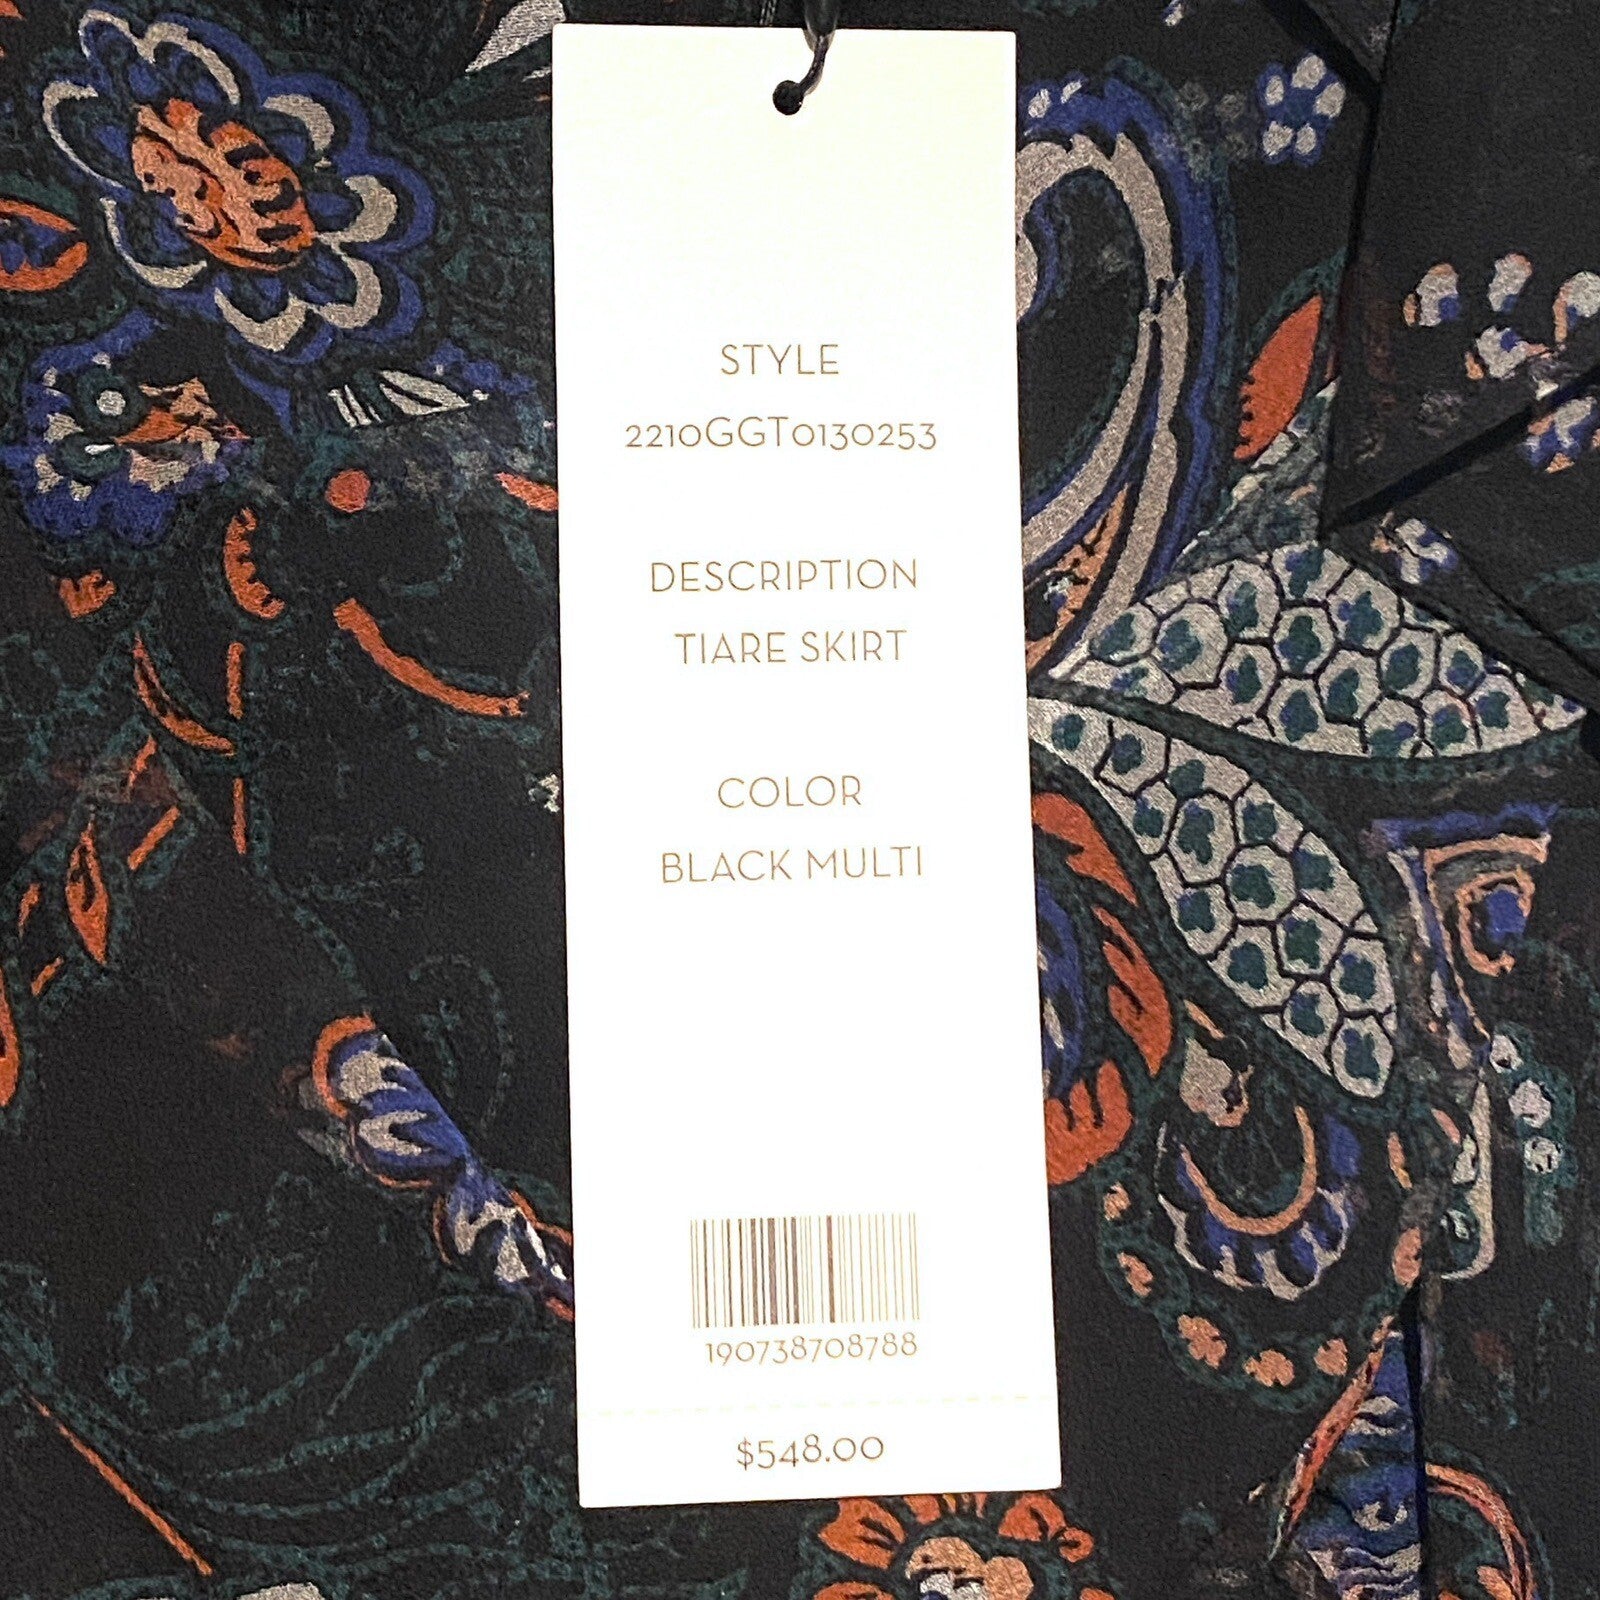 STYLE
2210GGT0130253
DESCRIPTION
TIARE SKIRT
COLOR
BLACK MULTI
190738708788
$548.00